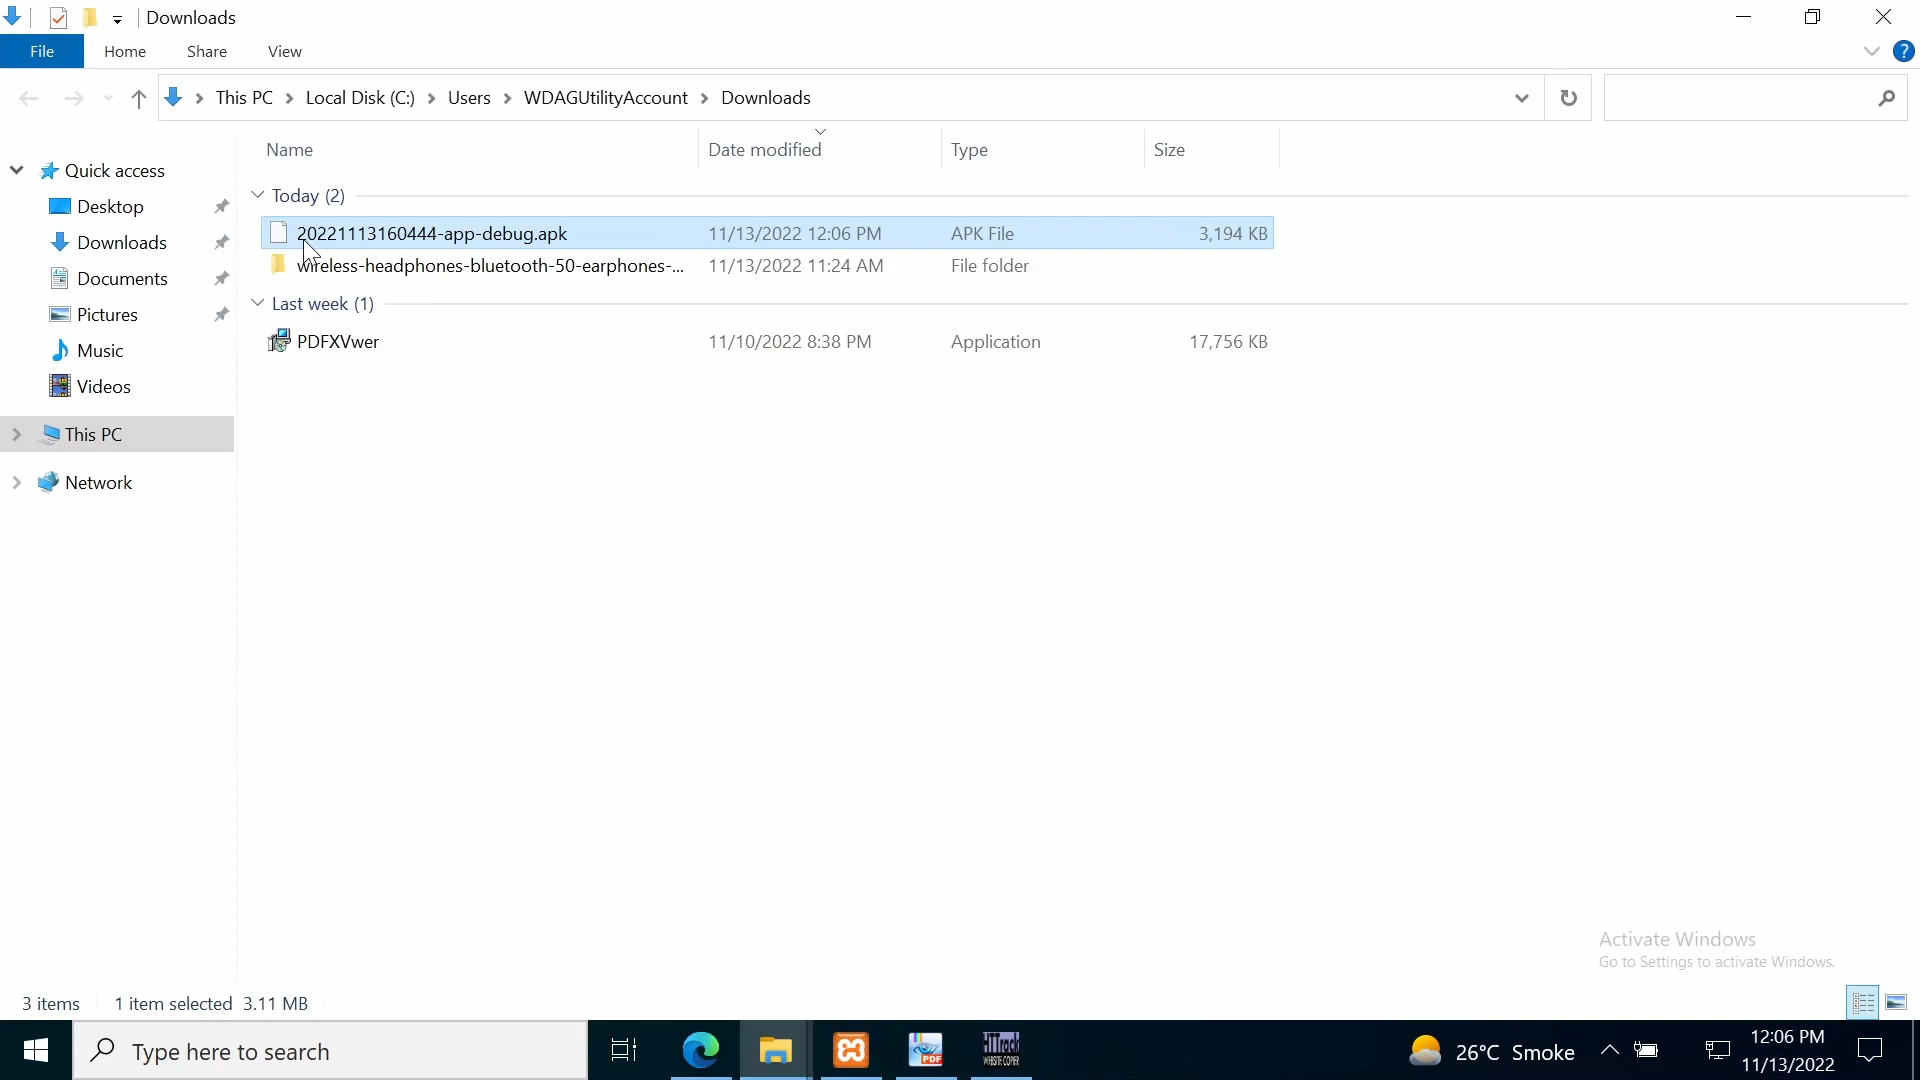 Downloads
File Home Share View
This PC Local Disk (C:) Users WDAGUtilityAccount Downloads
Name Date modified Type Size
Quick access
Desktop
Downloads
Documents
Pictures
Music
Videos
This PC
Network
Today (2)
20221113160444-app-debug.apk 11/13/2022 12:06 PM APK File 3,194 KB
wireless-headphones-bluetooth-50-earphones-... 11/13/2022 11:24 AM File folder
Last week (1)
PDFXVwer 11/10/2022 8:38 PM Application 17,756 KB
Activate Windows
Go to Settings to activate Windows.
3 items 1 item selected 3.11 MB
Type here to search
PDF
HTTrack
WEBSITE COPIER
26°C Smoke
12:06 PM
11/13/2022